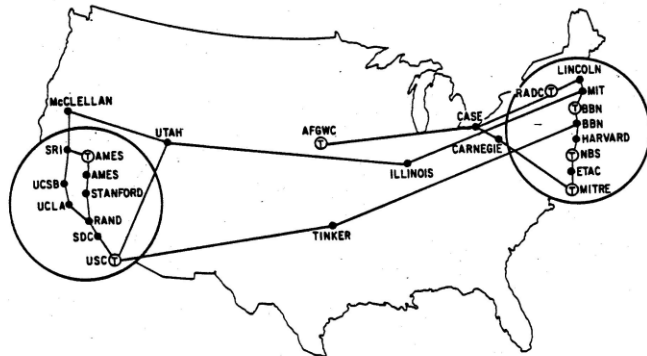 LINCOLN
RADC T
MIT
McCLELLAN
T BBN
CASE
AFGWC
BBN
UTAH
T
HARVARD
CARNEGIE
SRI
T AMES
T NBS
ILLINOIS
AMES
ETAC
UCSB
STANFORD
T MITRE
UCLA
RAND
SDC
TINKER
USC T